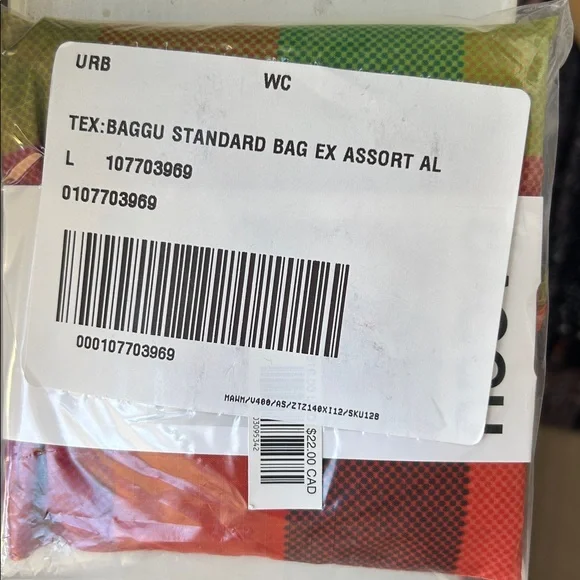 URB
WC
TEX:BAGGU STANDARD BAG EX ASSORT AL
L 107703969
0107703969
000107703969
MAWM/V400/AS/ZTZ140XI12/SKU128
$22.00 CAD